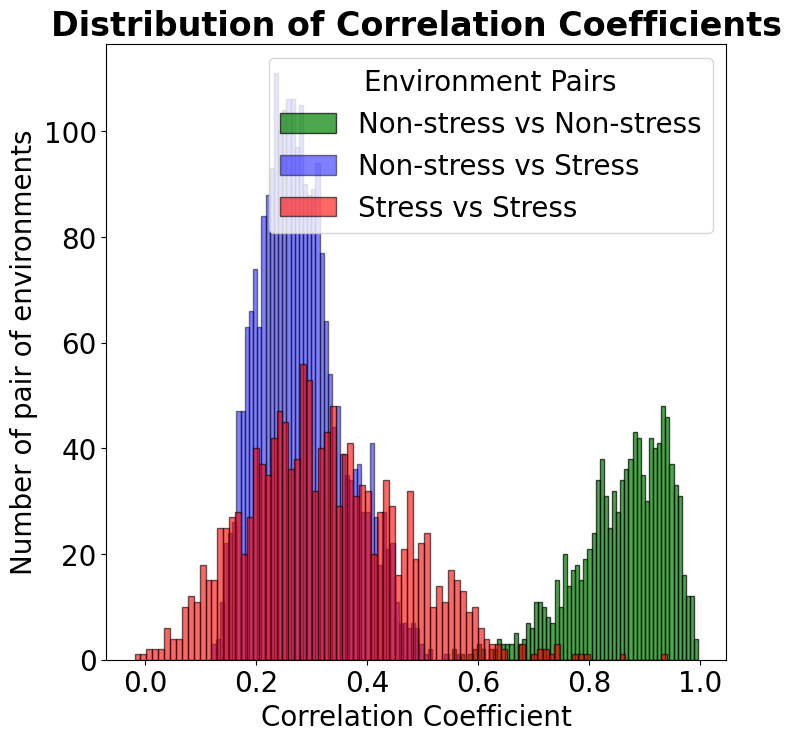 Distribution of Correlation Coefficients
Number of pair of environments
100
80
60
40
20
0
Environment Pairs
Non-stress vs Non-stress
Non-stress vs Stress
Stress vs Stress
0.0 0.2 0.4 0.6 0.8 1.0
Correlation Coefficient